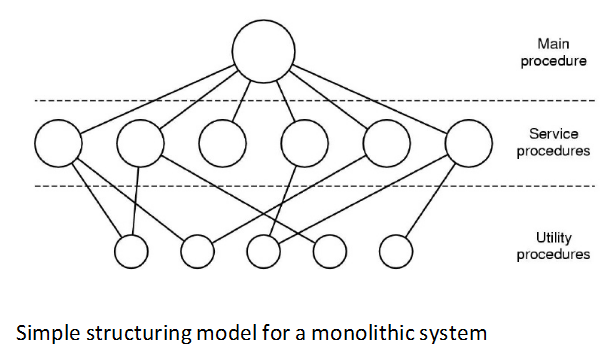 Main
procedure
Service
procedures
Utility
procedures
Simple structuring model for a monolithic system